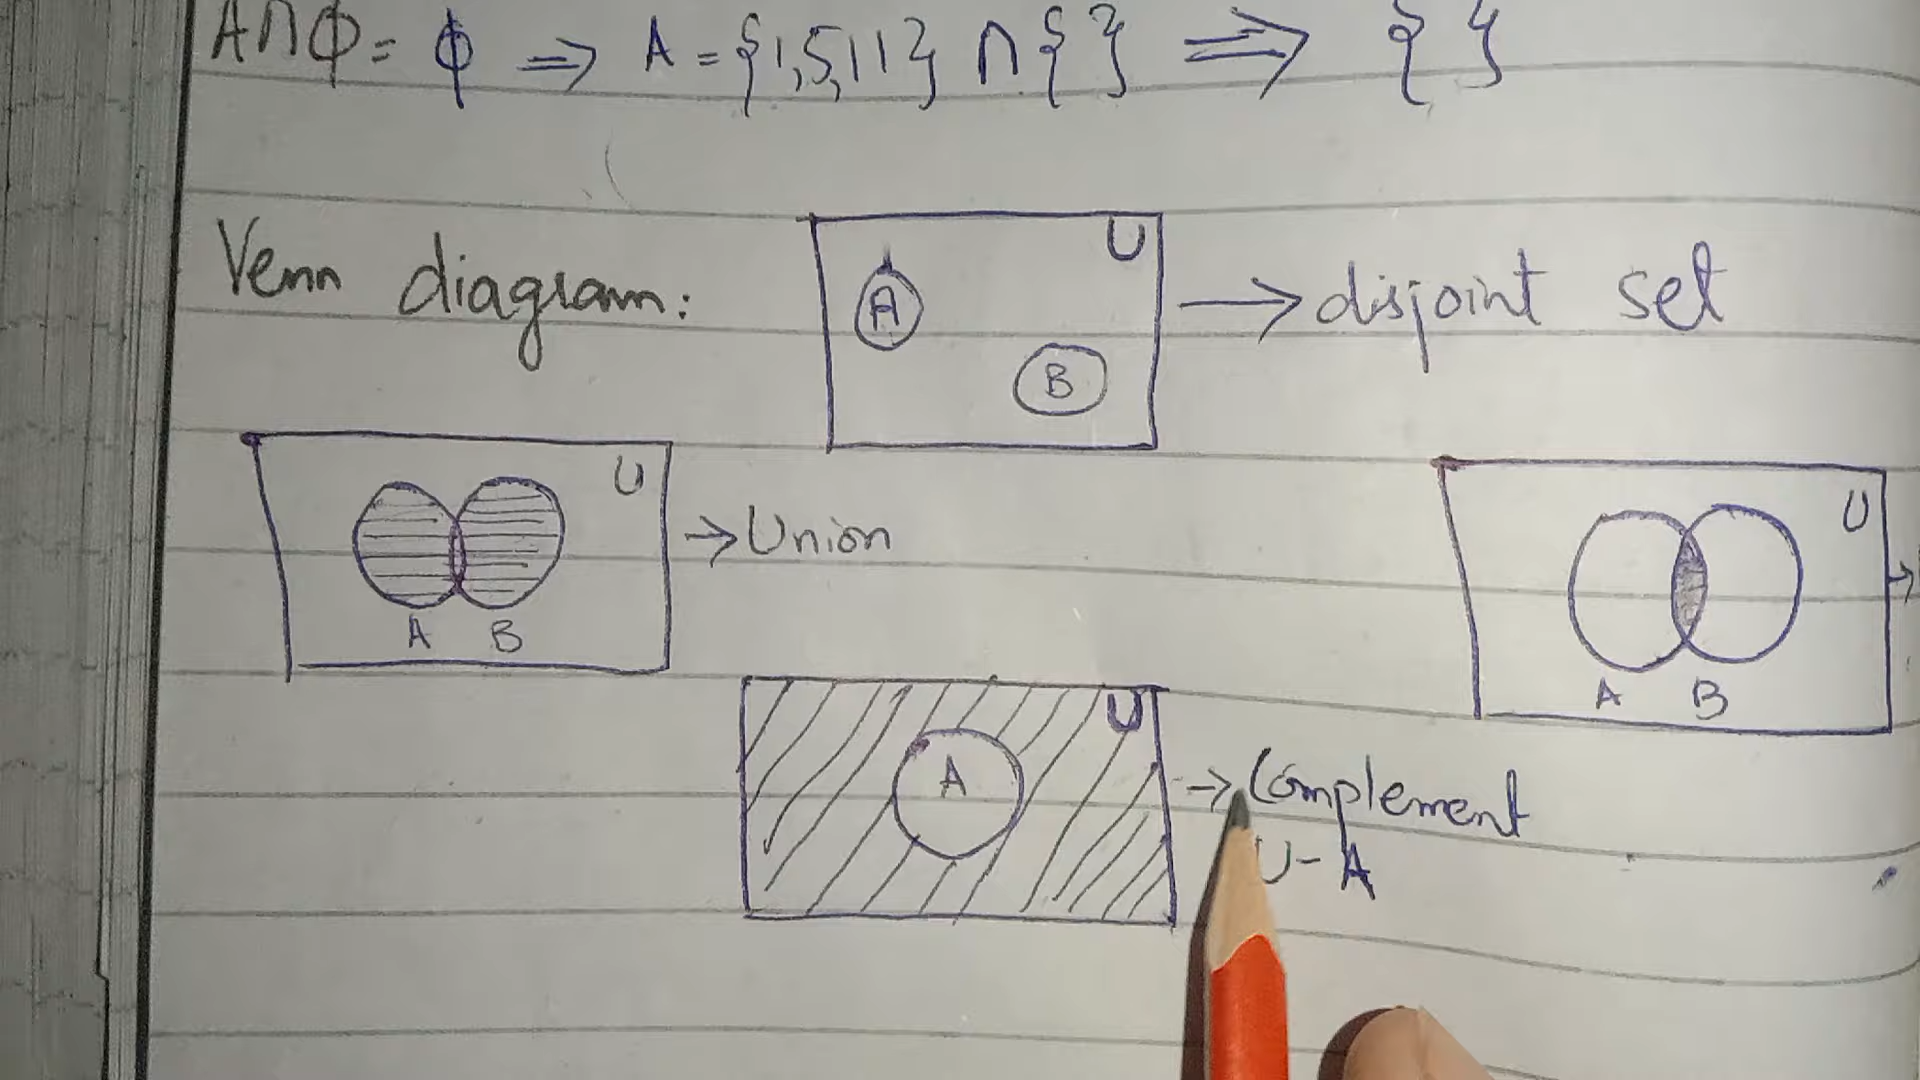 A∩ϕ = ϕ ⇒ A = {1,5,11} ∩ { } ⇒ { }
Venn diagram:
U
A
B
→ disjoint set
U
A B
→ Union
U
A B
→
U
A
→ Complement
U - A